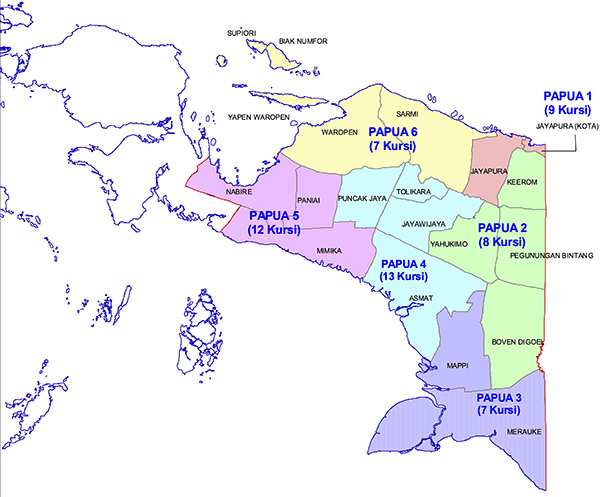 SUPIORI
BIAK NUMFOR
YAPEN WAROPEN
WAROPEN
SARMI
PAPUA 6
(7 Kursi)
PAPUA 1
(9 Kursi)
JAYAPURA (KOTA)
JAYAPURA
KEEROM
NABIRE
PANIAI
PUNCAK JAYA
TOLIKARA
PAPUA 5
(12 Kursi)
JAYAWIJAYA
PAPUA 2
(8 Kursi)
YAHUKIMO
MIMIKA
PEGUNUNGAN BINTANG
PAPUA 4
(13 Kursi)
ASMAT
BOVEN DIGOEL
MAPPI
PAPUA 3
(7 Kursi)
MERAUKE